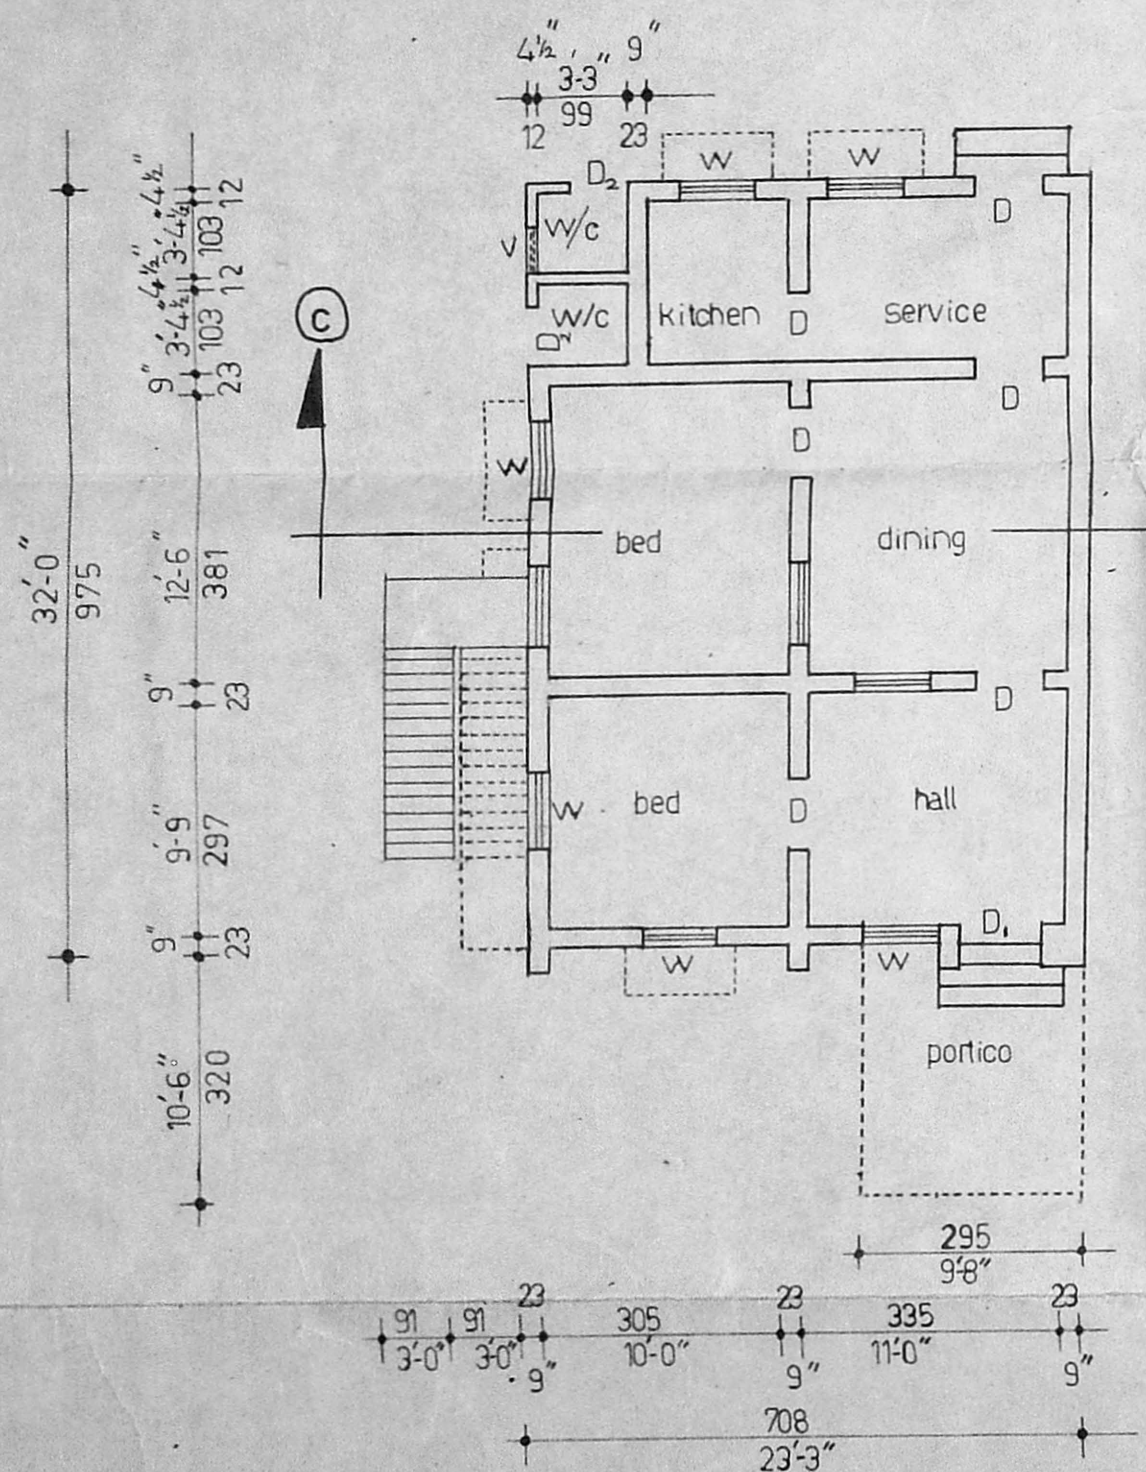 4½" 3'-3" 9"
12 99 23
W W
D₂ D
V W/c
W/c kitchen D service
D₂
D
D
W bed dining
D
W bed D hall
D₁
W W
portico
C
4½" 12
3'-4½" 103
4½" 12
3'-4½" 103
9" 23
12'-6" 381
9" 23
9'-9" 297
9" 23
10'-6" 320
32'-0" 975
295
9'-8"
91 91 23 305 23 335 23
3'-0" 3'-0" 9" 10'-0" 9" 11'-0" 9"
708
23'-3"